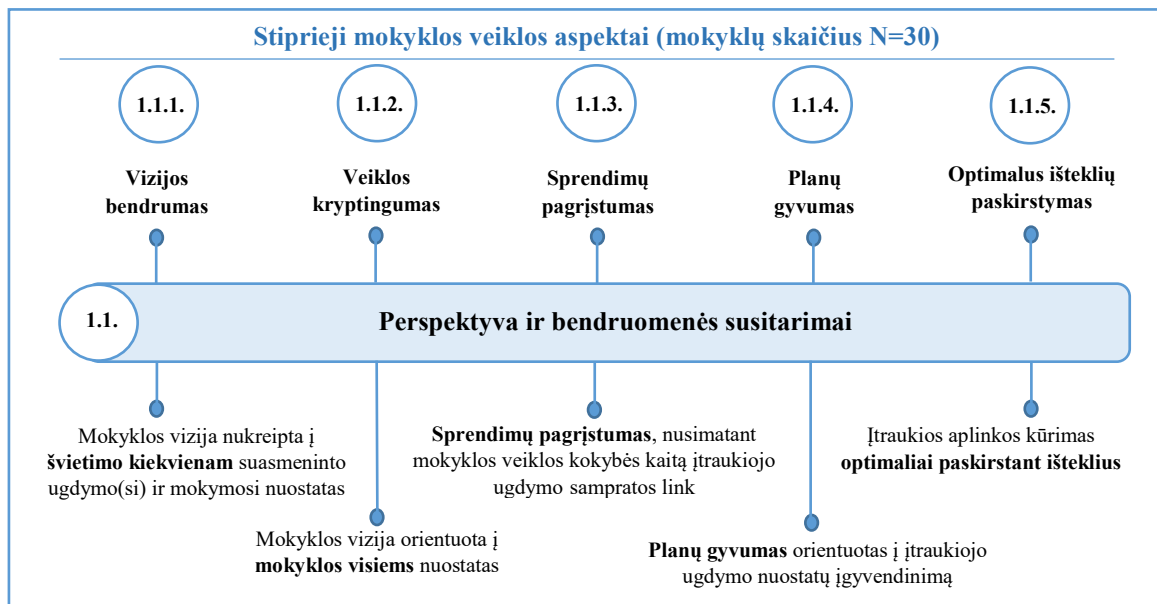 Stiprieji mokyklos veiklos aspektai (mokyklų skaičius N=30)
1.1.1.
1.1.2.
1.1.3.
1.1.4.
1.1.5.
Vizijos
bendrumas
Veiklos
kryptingumas
Sprendimų
pagrįstumas
Planų
gyvumas
Optimalus išteklių
paskirstymas
1.1.
Perspektyva ir bendruomenės susitarimai
Mokyklos vizija nukreipta į
švietimo kiekvienam suasmeninto
ugdymo(si) ir mokymosi nuostatas
Mokyklos vizija orientuota į
mokyklos visiems nuostatas
Sprendimų pagrįstumas, nusimatant
mokyklos veiklos kokybės kaitą įtraukiojo
ugdymo sampratos link
Planų gyvumas orientuotas į įtraukiojo
ugdymo nuostatų įgyvendinimą
Įtraukios aplinkos kūrimas
optimaliai paskirstant išteklius